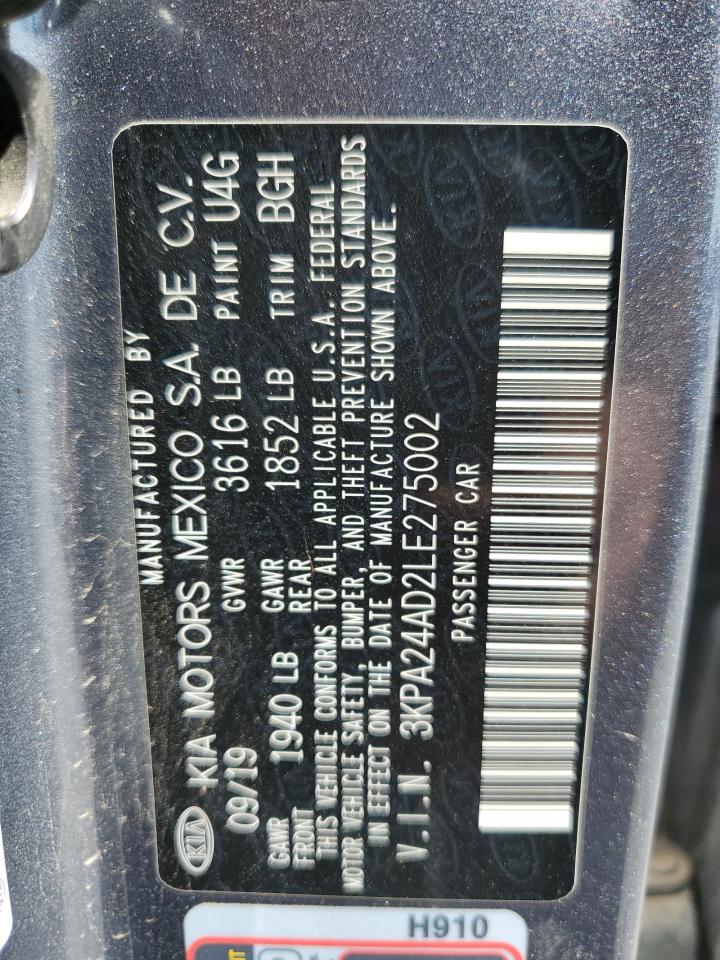 MANUFACTURED BY
KIA KIA MOTORS MEXICO S.A. DE C.V.
09/19 GVWR 3616 LB PAINT U4G
GAWR FRONT 1940 LB GAWR REAR 1852 LB TRIM BGH
THIS VEHICLE CONFORMS TO ALL APPLICABLE U.S.A. FEDERAL
MOTOR VEHICLE SAFETY, BUMPER, AND THEFT PREVENTION STANDARDS
IN EFFECT ON THE DATE OF MANUFACTURE SHOWN ABOVE.
V.I.N. 3KPA24AD2LE275002
PASSENGER CAR
H910